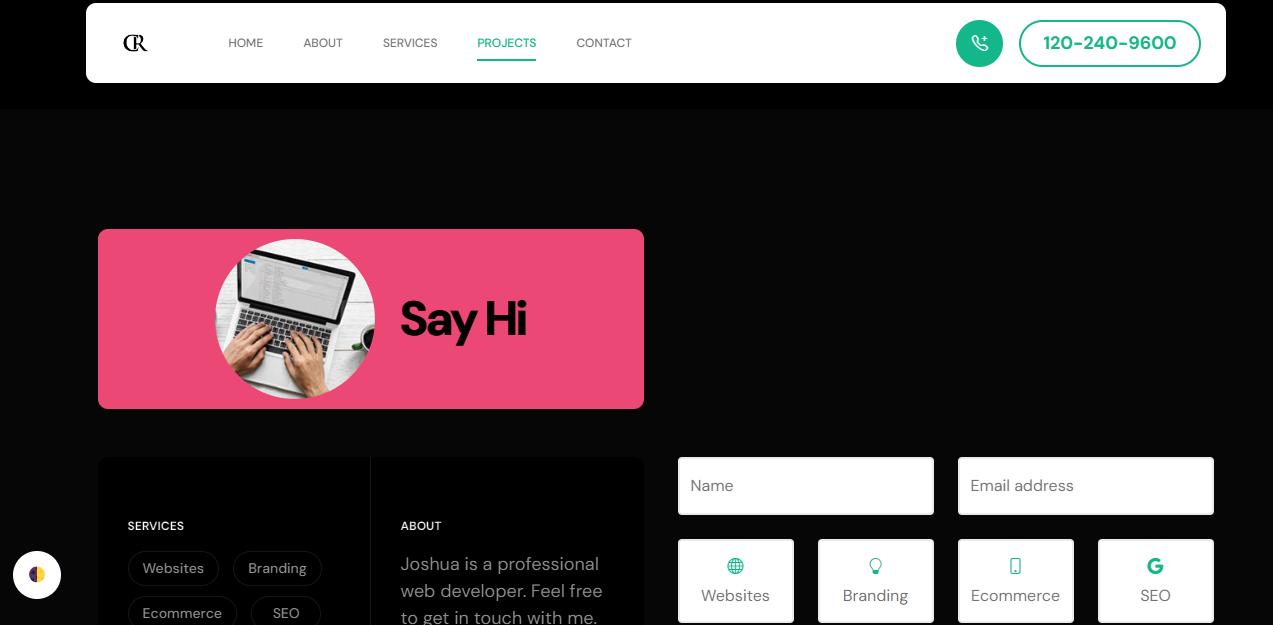 CR
HOME ABOUT SERVICES PROJECTS CONTACT
120-240-9600
Say Hi
SERVICES
Websites Branding
Ecommerce SEO
ABOUT
Joshua is a professional
web developer. Feel free
to get in touch with me.
Name
Email address
Websites
Branding
Ecommerce
SEO